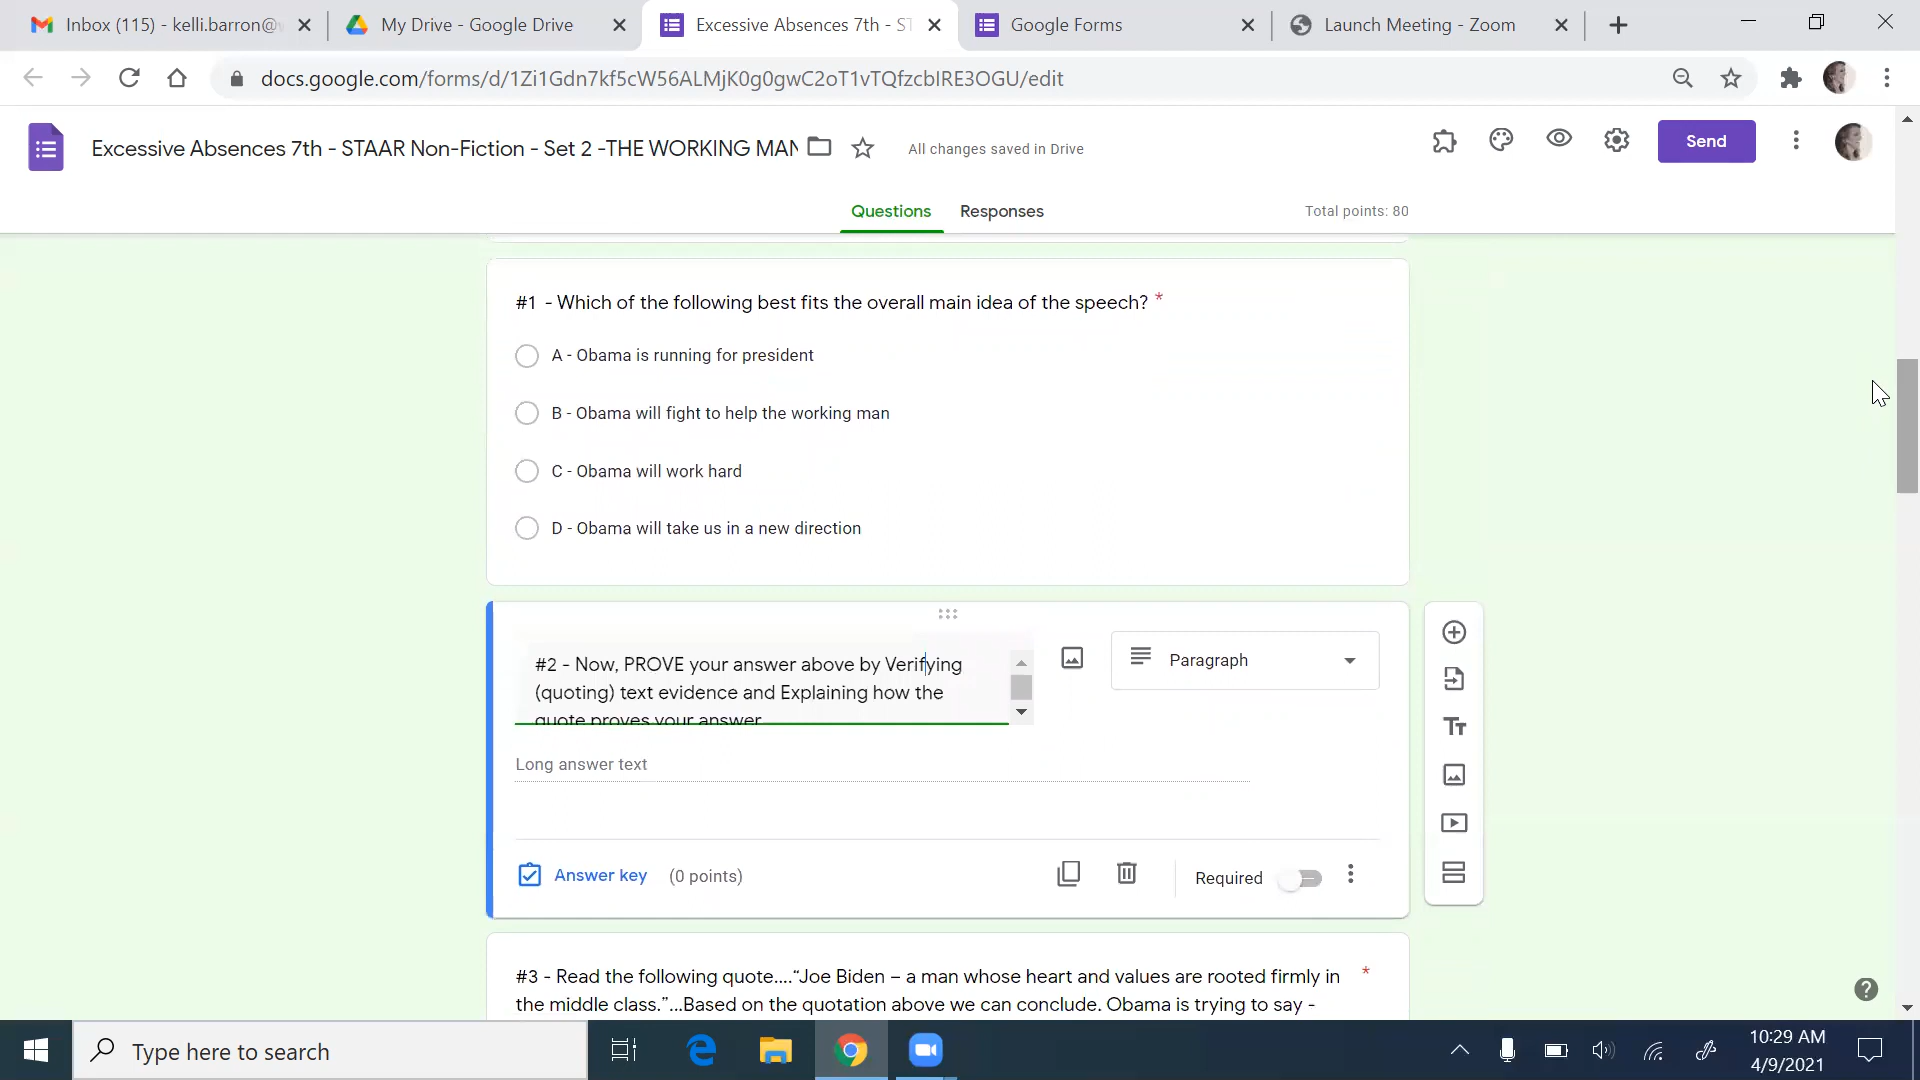 Inbox (115) - kelli.barron@
My Drive - Google Drive
Excessive Absences 7th - ST
Google Forms
Launch Meeting - Zoom
docs.google.com/forms/d/1Zi1Gdn7kf5cW56ALMjK0g0gwC2oT1vTQfzcbIRE3OGU/edit
Excessive Absences 7th - STAAR Non-Fiction - Set 2 -THE WORKING MAN
All changes saved in Drive
Send
Questions
Responses
Total points: 80
#1 - Which of the following best fits the overall main idea of the speech? *
A - Obama is running for president
B - Obama will fight to help the working man
C - Obama will work hard
D - Obama will take us in a new direction
#2 - Now, PROVE your answer above by Verifying
(quoting) text evidence and Explaining how the
quote proves your answer
Paragraph
Long answer text
Answer key
(0 points)
Required
#3 - Read the following quote....“Joe Biden – a man whose heart and values are rooted firmly in *
the middle class.”...Based on the quotation above we can conclude. Obama is trying to say -
Type here to search
10:29 AM
4/9/2021